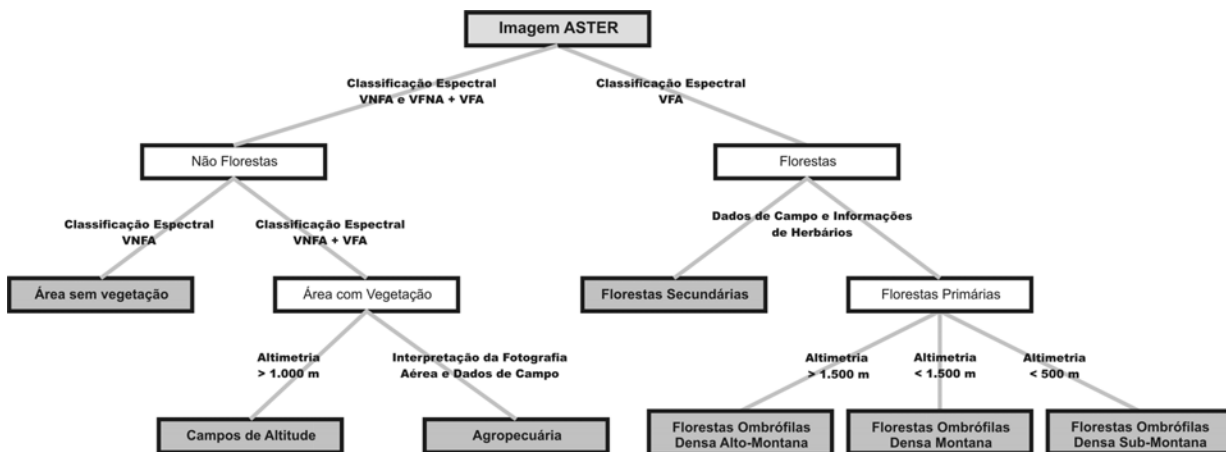 Imagem ASTER
Classificação Espectral
VNFA e VFNA + VFA
Classificação Espectral
VFA
Não Florestas
Florestas
Classificação Espectral
VNFA
Classificação Espectral
VNFA + VFA
Dados de Campo e Informações
de Herbários
Área sem vegetação
Área com Vegetação
Florestas Secundárias
Florestas Primárias
Altimetria
> 1.000 m
Interpretação da Fotografia
Aérea e Dados de Campo
Altimetria
> 1.500 m
Altimetria
< 1.500 m
Altimetria
< 500 m
Campos de Altitude
Agropecuária
Florestas Ombrófilas
Densa Alto-Montana
Florestas Ombrófilas
Densa Montana
Florestas Ombrófilas
Densa Sub-Montana